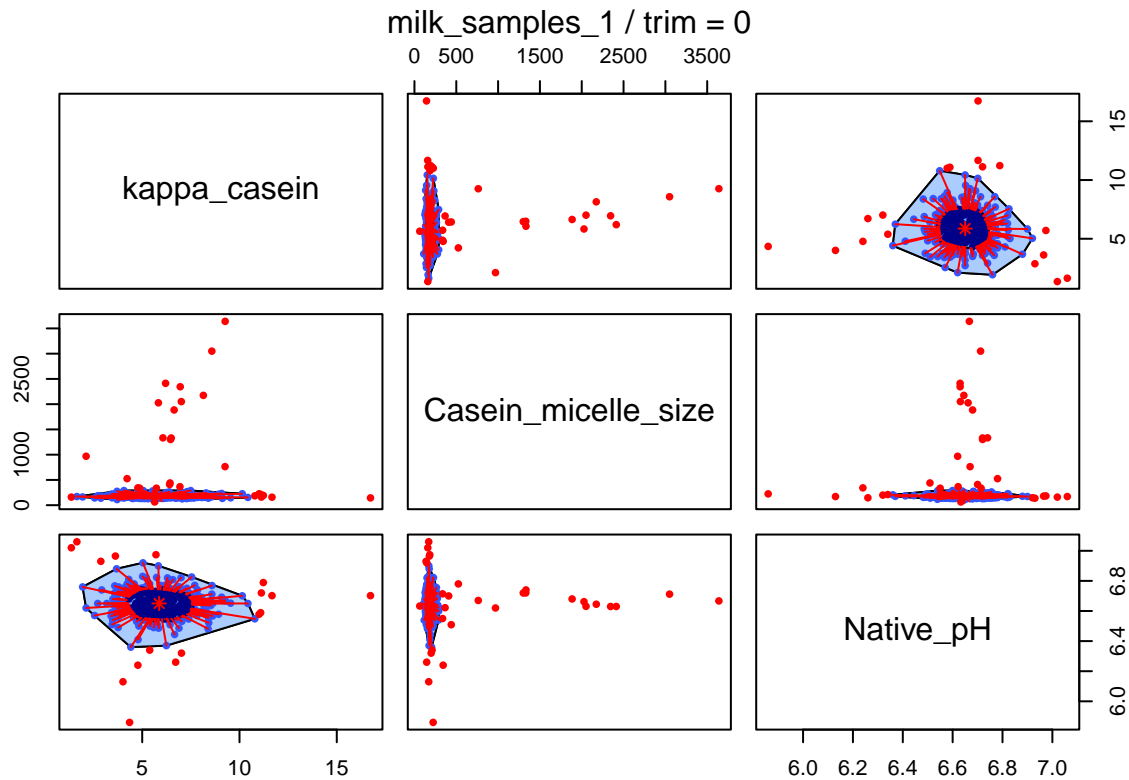 milk_samples_1 / trim = 0
0 500 1500 2500 3500
kappa_casein
5 10 15
Casein_micelle_size
0 1000 2500
Native_pH
6.0 6.4 6.8
5 10 15
6.0 6.2 6.4 6.6 6.8 7.0